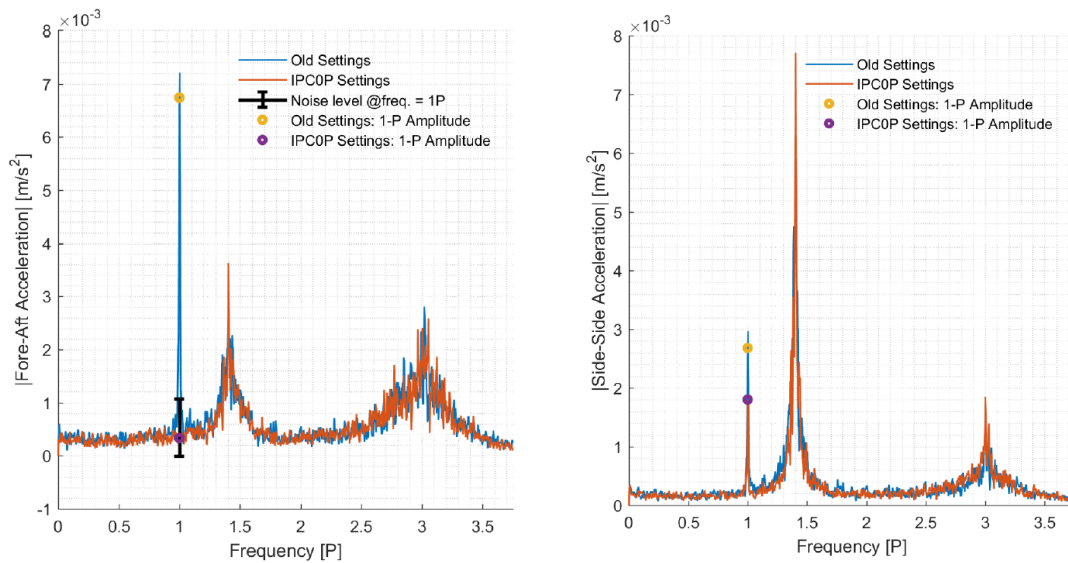 ×10⁻³
8
7
6
5
4
3
2
1
0
-1
|Fore-Aft Acceleration| [m/s²]
Old Settings
IPC0P Settings
Noise level @freq. = 1P
Old Settings: 1-P Amplitude
IPC0P Settings: 1-P Amplitude
0 0.5 1 1.5 2 2.5 3 3.5
Frequency [P]
×10⁻³
8
7
6
5
4
3
2
1
0
|Side-Side Acceleration| [m/s²]
Old Settings
IPC0P Settings
Old Settings: 1-P Amplitude
IPC0P Settings: 1-P Amplitude
0 0.5 1 1.5 2 2.5 3 3.5
Frequency [P]